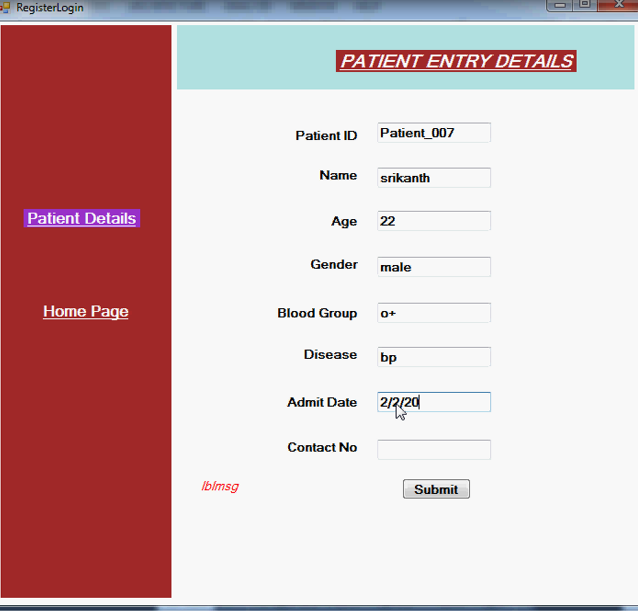 RegisterLogin
PATIENT ENTRY DETAILS
Patient ID Patient_007
Name srikanth
Age 22
Patient Details
Gender male
Home Page
Blood Group o+
Disease bp
Admit Date 2/2/20
Contact No
lblmsg
Submit